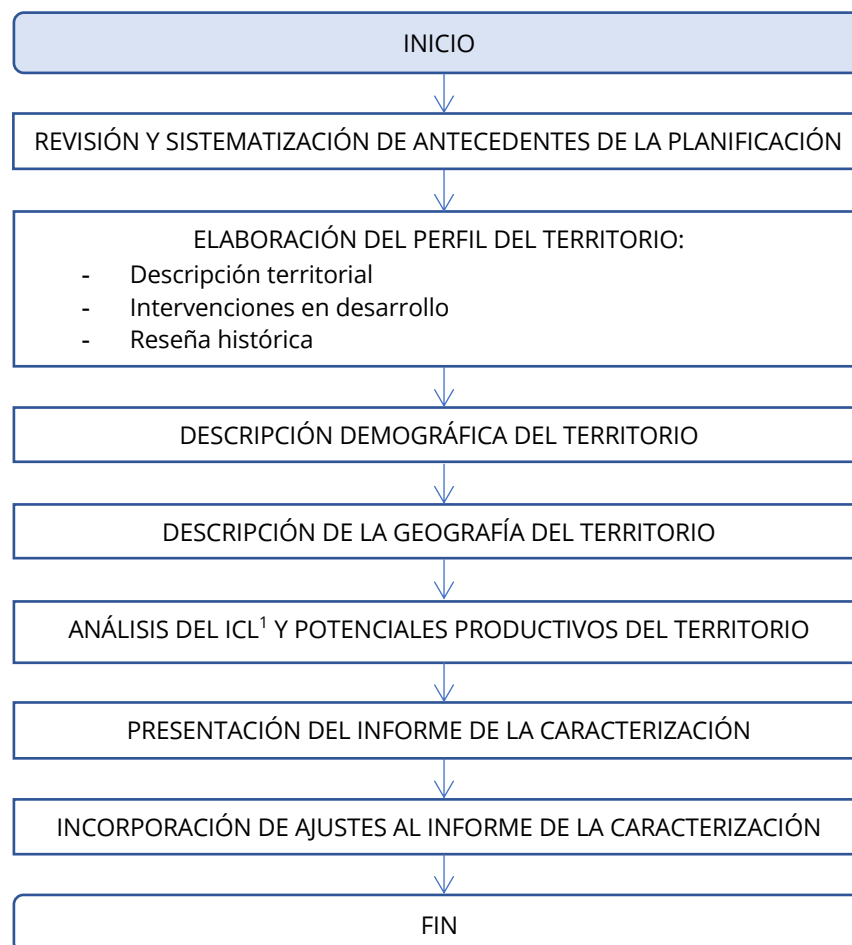 INICIO
REVISIÓN Y SISTEMATIZACIÓN DE ANTECEDENTES DE LA PLANIFICACIÓN
ELABORACIÓN DEL PERFIL DEL TERRITORIO:
- Descripción territorial
- Intervenciones en desarrollo
- Reseña histórica
DESCRIPCIÓN DEMOGRÁFICA DEL TERRITORIO
DESCRIPCIÓN DE LA GEOGRAFÍA DEL TERRITORIO
ANÁLISIS DEL ICL¹ Y POTENCIALES PRODUCTIVOS DEL TERRITORIO
PRESENTACIÓN DEL INFORME DE LA CARACTERIZACIÓN
INCORPORACIÓN DE AJUSTES AL INFORME DE LA CARACTERIZACIÓN
FIN